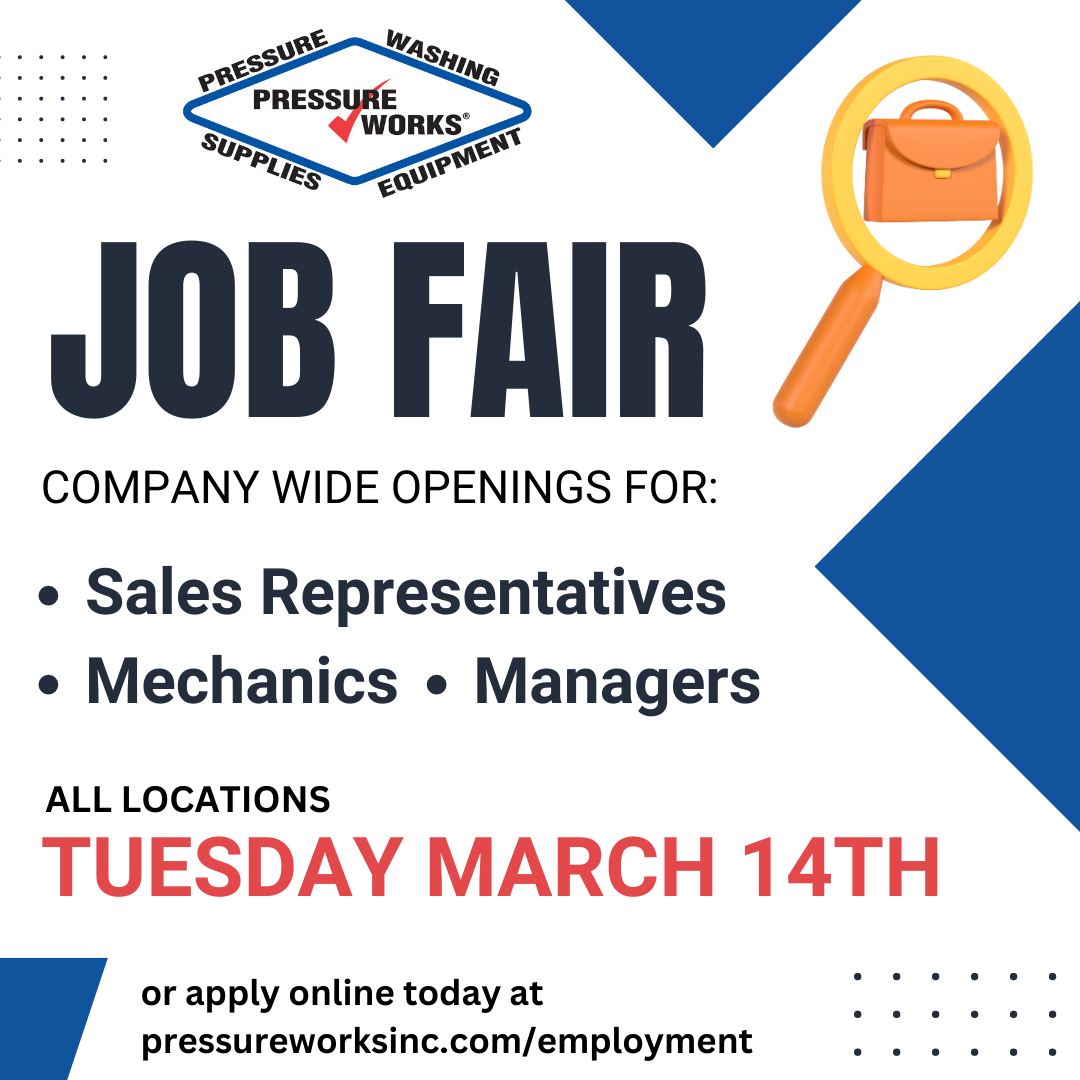 PRESSURE WASHING
PRESSURE
WORKS®
SUPPLIES EQUIPMENT
JOB FAIR
COMPANY WIDE OPENINGS FOR:
• Sales Representatives
• Mechanics • Managers
ALL LOCATIONS
TUESDAY MARCH 14TH
or apply online today at
pressureworksinc.com/employment